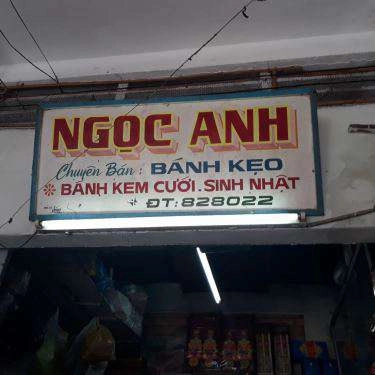 NGỌC ANH
Chuyên Bán: BÁNH KẸO
BÁNH KEM CƯỚI. SINH NHẬT
ĐT: 828022